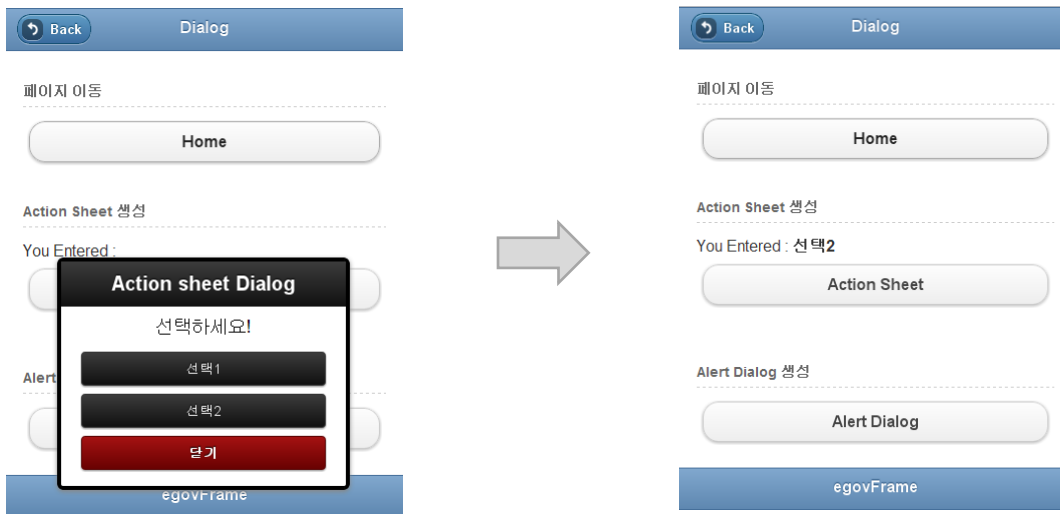 Back
Dialog
페이지 이동
Home
Action Sheet 생성
You Entered :
Action sheet Dialog
선택하세요!
선택1
선택2
닫기
Alert
egovFrame
Back
Dialog
페이지 이동
Home
Action Sheet 생성
You Entered : 선택2
Action Sheet
Alert Dialog 생성
Alert Dialog
egovFrame